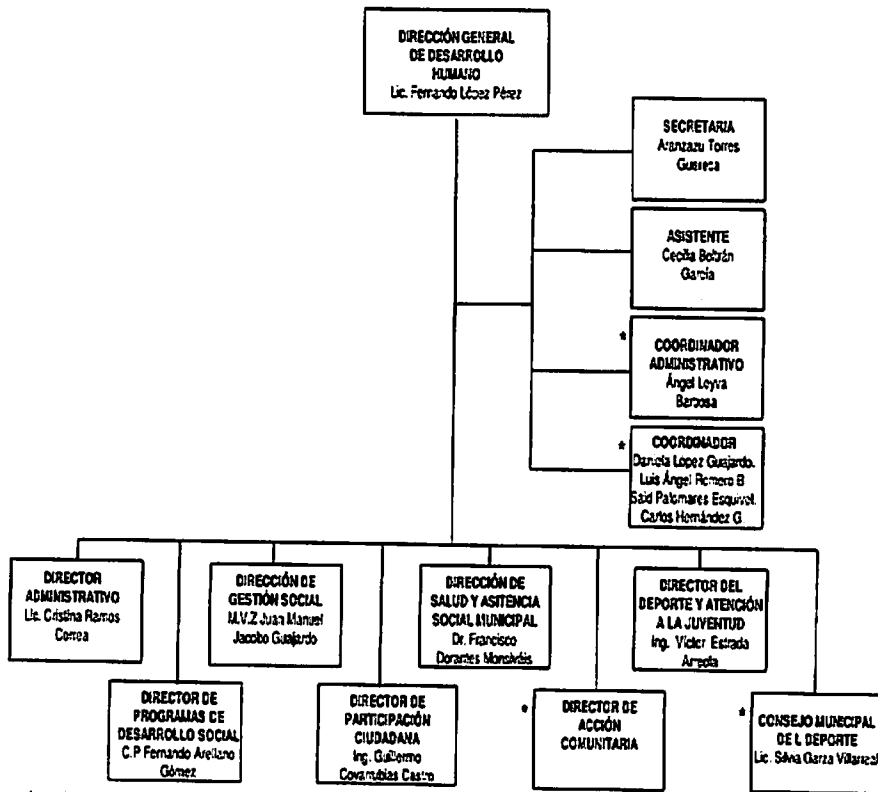 DIRECCIÓN GENERAL
DE DESARROLLO
HUMANO
Lic. Fernando López Pérez
SECRETARIA
Aranzazu Torres
ASISTENTE
Cecilia Beltrán
García
*
COORDINADOR
ADMINISTRATIVO
Ángel Leyva
Barbosa
*
COORDINADOR
Daniela López Guajardo.
Luis Ángel Romero B
Said Palomares Esquivel.
Carlos Hernández G
DIRECTOR
ADMINISTRATIVO
Lic. Cristina Ramos
Correa
DIRECCIÓN DE
GESTIÓN SOCIAL
M.V.Z Juan Manuel
Jacobo Guajardo
DIRECCIÓN DE
SALUD Y ASITENCIA
SOCIAL MUNICIPAL
Dr. Francisco
Dorantes Monsiváis
DIRECTOR DEL
DEPORTE Y ATENCIÓN
A LA JUVENTUD
Ing. Víctor Estrada
Arreola
DIRECTOR DE
PROGRAMAS DE
DESARROLLO SOCIAL
C.P Fernando Arellano
Gómez
DIRECTOR DE
PARTICIPACIÓN
CIUDADANA
Ing. Guillermo
Covarrubias Castro
*
DIRECTOR DE
ACCIÓN
COMUNITARIA
*
CONSEJO MUNICIPAL
DE L DEPORTE
Lic. Silvia Garza Villarreal